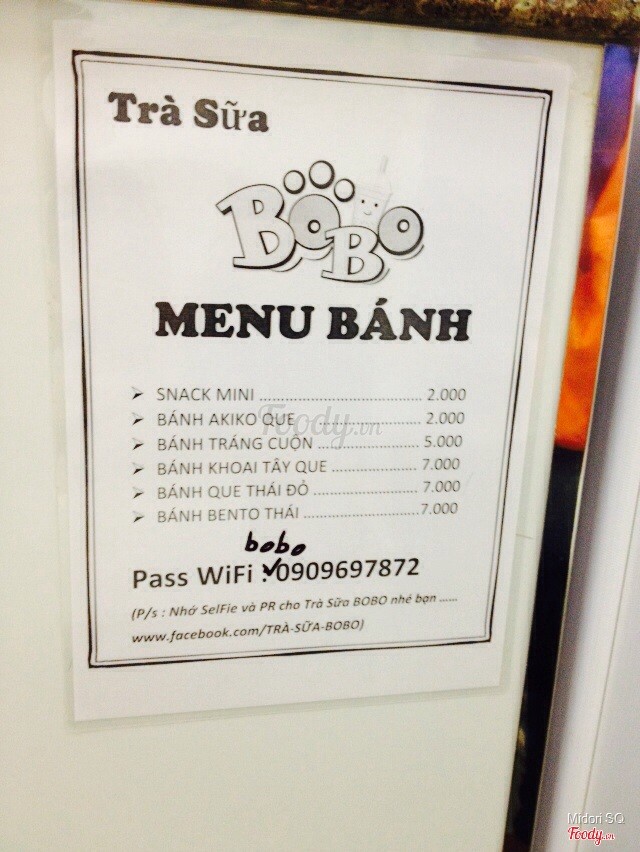 Trà Sữa
BOBO
MENU BÁNH
➢ SNACK MINI ........................................ 2.000
➢ BÁNH AKIKO QUE ............................ 2.000
➢ BÁNH TRÁNG CUỘN ........................ 5.000
➢ BÁNH KHOAI TÂY QUE ................... 7.000
➢ BÁNH QUE THÁI ĐỎ ....................... 7.000
➢ BÁNH BENTO THÁI ..........................7.000
bobo
Pass WiFi : 0909697872
(P/s : Nhớ SelFie và PR cho Trà Sữa BOBO nhé bạn ......
www.facebook.com/TRÀ-SỮA-BOBO)
Foody.vn
Midori SQ
Foody.vn